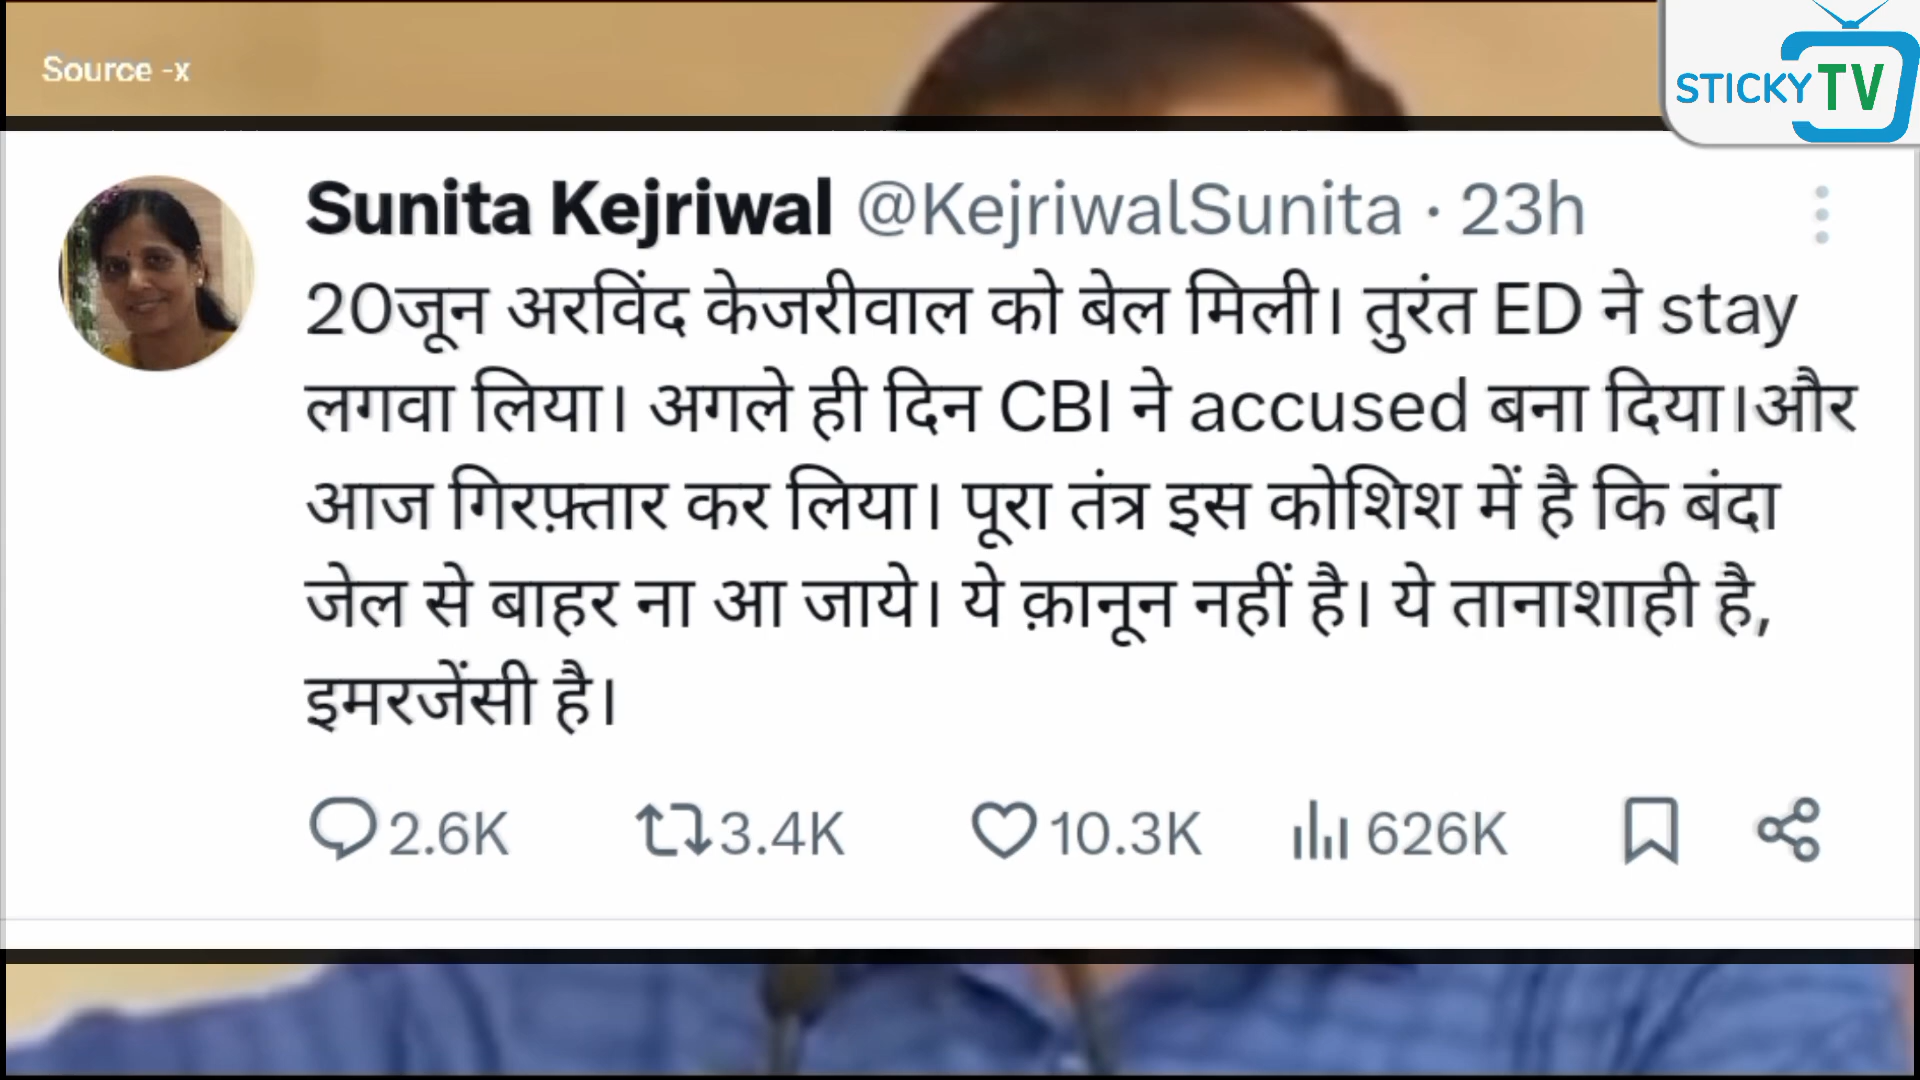 Source -x
STICKY TV
Sunita Kejriwal @KejriwalSunita · 23h
20जून अरविंद केजरीवाल को बेल मिली। तुरंत ED ने stay
लगवा लिया। अगले ही दिन CBI ने accused बना दिया।और
आज गिरफ़्तार कर लिया। पूरा तंत्र इस कोशिश में है कि बंदा
जेल से बाहर ना आ जाये। ये क़ानून नहीं है। ये तानाशाही है,
इमरजेंसी है।
2.6K 3.4K 10.3K 626K